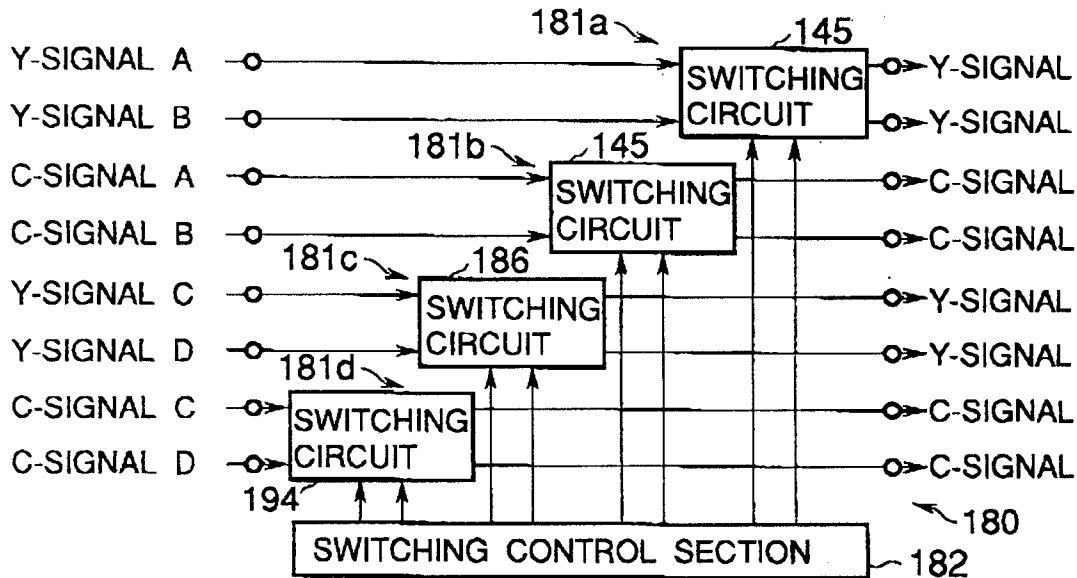 181a 145
Y-SIGNAL A SWITCHING CIRCUIT Y-SIGNAL
Y-SIGNAL B Y-SIGNAL
181b 145
C-SIGNAL A SWITCHING CIRCUIT C-SIGNAL
C-SIGNAL B C-SIGNAL
181c 186
Y-SIGNAL C SWITCHING CIRCUIT Y-SIGNAL
Y-SIGNAL D Y-SIGNAL
181d
C-SIGNAL C SWITCHING CIRCUIT C-SIGNAL
C-SIGNAL D C-SIGNAL
194
180
SWITCHING CONTROL SECTION 182